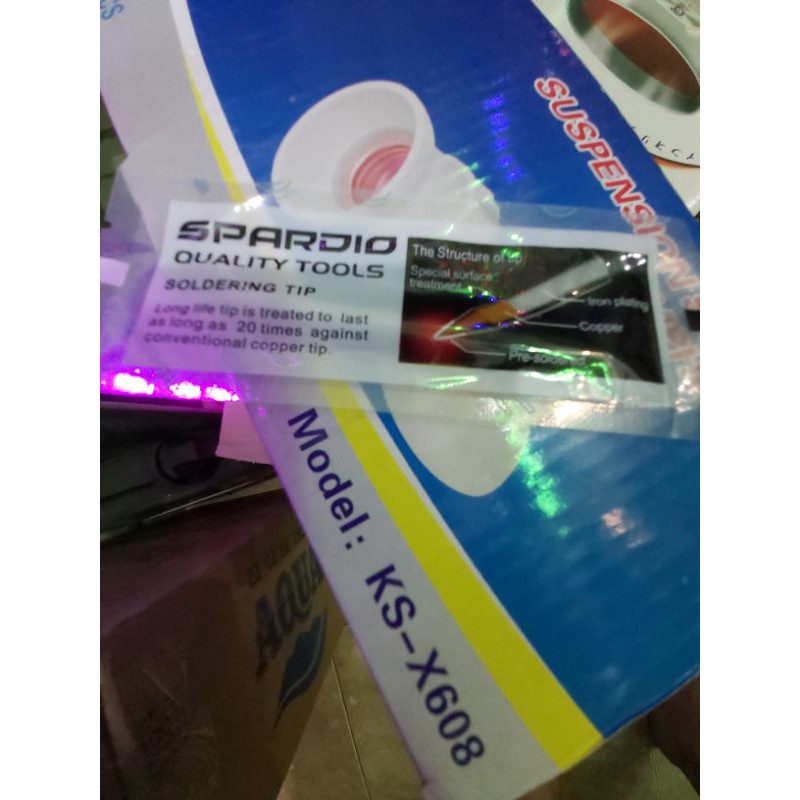 SPARDIO
QUALITY TOOLS
SOLDERING TIP
Long life tip is treated to last
as long as 20 times against
conventional copper tip.
The Structure of
Special surface
treatment
Iron plating
Copper
SUSPENSION
Model: KS-X608
AQUA